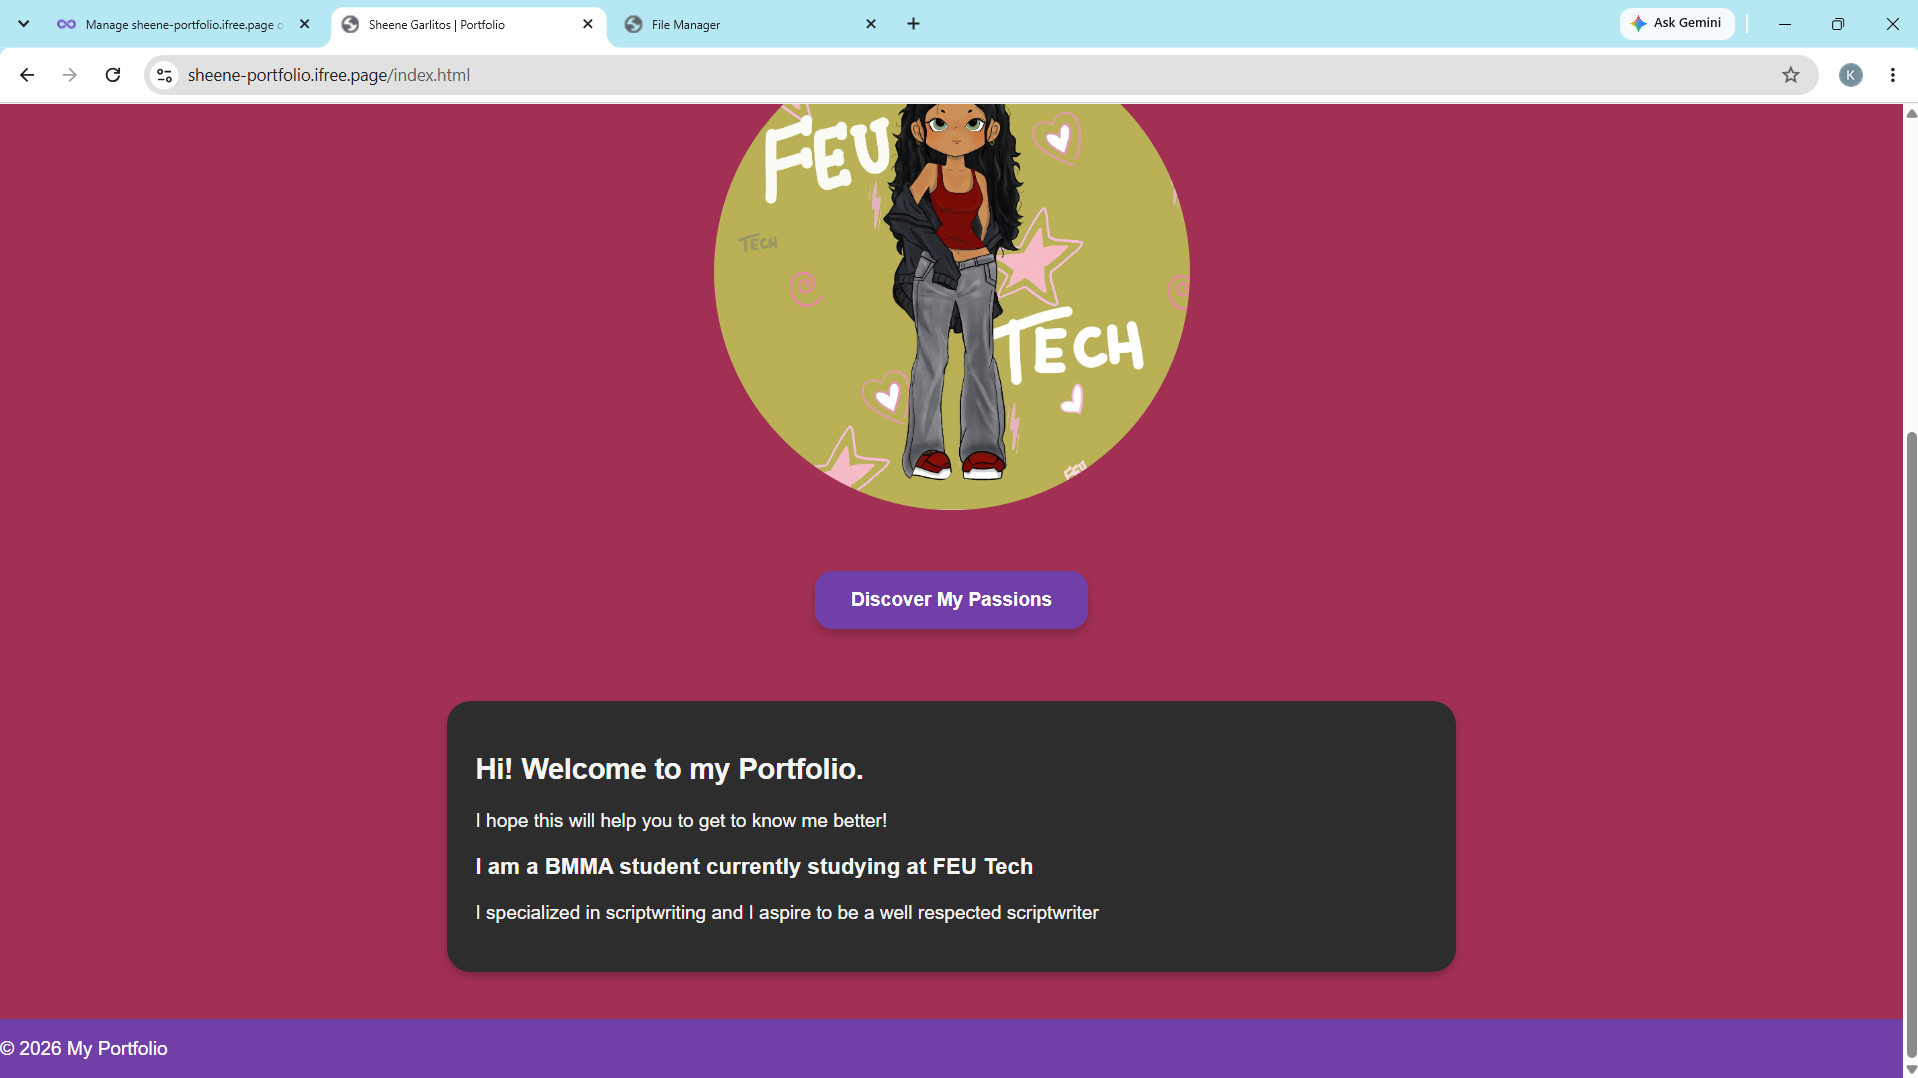 Manage sheene-portfolio.ifree.page
Sheene Garlitos | Portfolio
File Manager
Ask Gemini
sheene-portfolio.ifree.page/index.html
K
FEU
TECH
TECH
FEU
Discover My Passions
Hi! Welcome to my Portfolio.
I hope this will help you to get to know me better!
I am a BMMA student currently studying at FEU Tech
I specialized in scriptwriting and I aspire to be a well respected scriptwriter
© 2026 My Portfolio